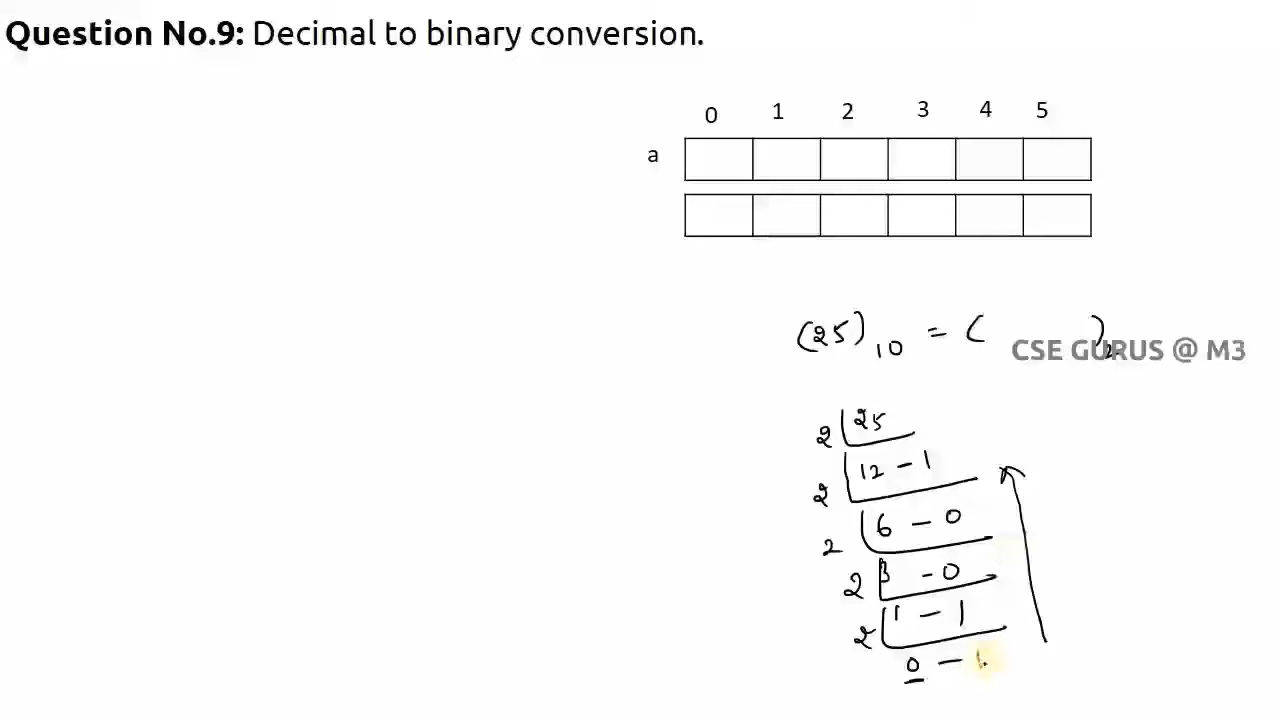 Question No.9: Decimal to binary conversion.
0 1 2 3 4 5
a
(25)10 = ( )2
CSE GURUS @ M3
2 25
2 12 - 1
2 6 - 0
2 3 - 0
2 1 - 1
0 - 1